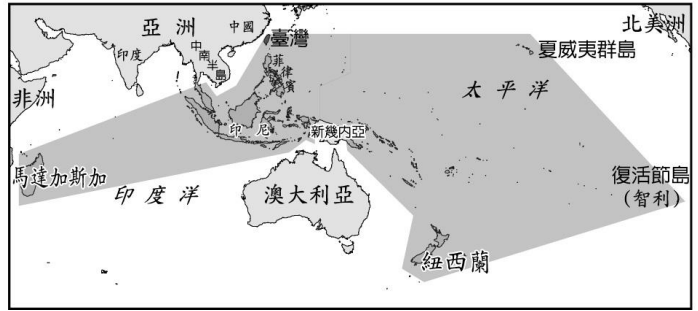 亞洲
中國
北美洲
臺灣
夏威夷群島
印度
中南半島
菲律賓
太平洋
非洲
印尼
新幾內亞
馬達加斯加
印度洋
澳大利亞
復活節島
(智利)
紐西蘭